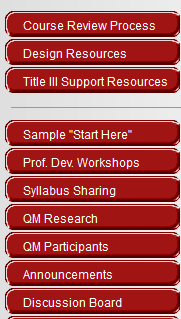 Course Review Process
Design Resources
Title III Support Resources
Sample "Start Here"
Prof. Dev. Workshops
Syllabus Sharing
QM Research
QM Participants
Announcements
Discussion Board